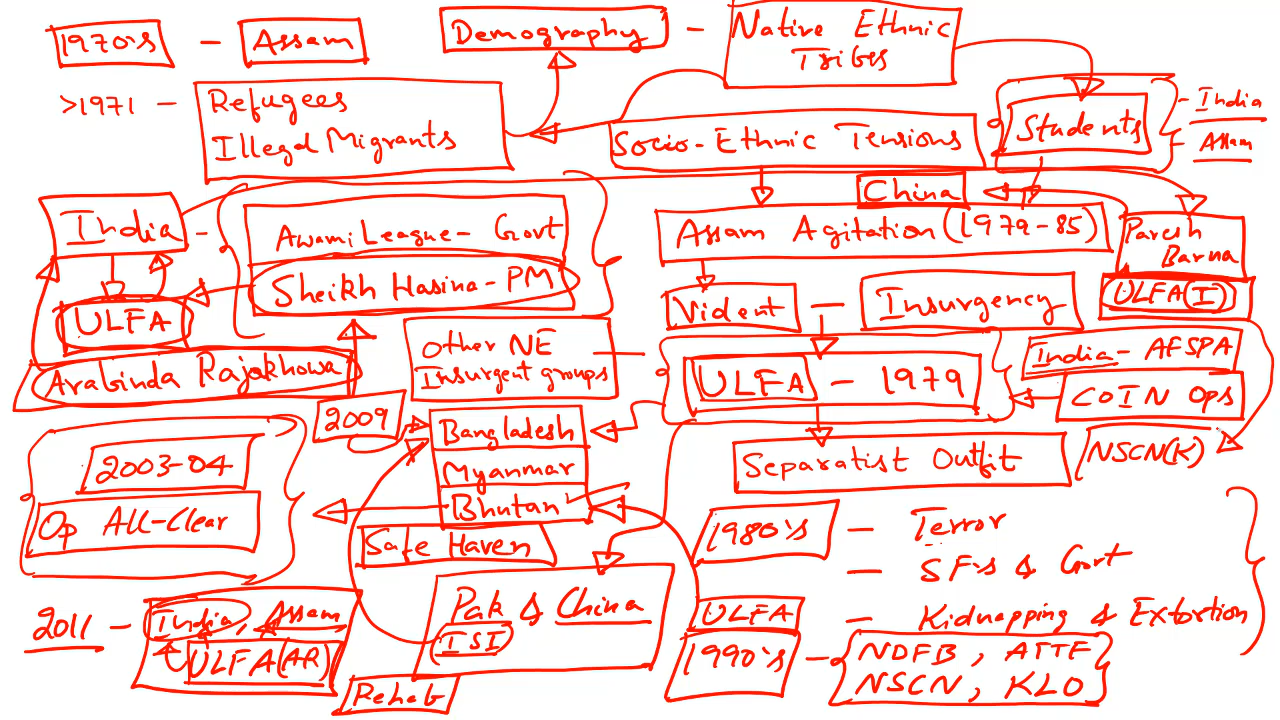 1970's - Assam
Demography - Native Ethnic
Tribes
>1971 - Refugees
Illegal Migrants
Socio-Ethnic Tensions
Students
- India
- Assam
China
India -
Awami League - Govt
Sheikh Hasina - PM
Assam Agitation (1979-85)
Paresh
Barua
ULFA(I)
ULFA
Arabinda Rajakhowa
Other NE
Insurgent groups
Violent - Insurgency
ULFA - 1979
India - AFSPA
COIN Ops
NSCN(K)
Separatist Outfit
2009
Bangladesh
Myanmar
Bhutan
Safe Haven
2003-04
Op All-Clear
Pak & China
ISI
1980's - Terror
- SF's & Govt
- Kidnapping & Extortion
ULFA
1990's - NDFB, ATTF
NSCN, KLO
2011 - India, Assam
ULFA(AR)
Rehab